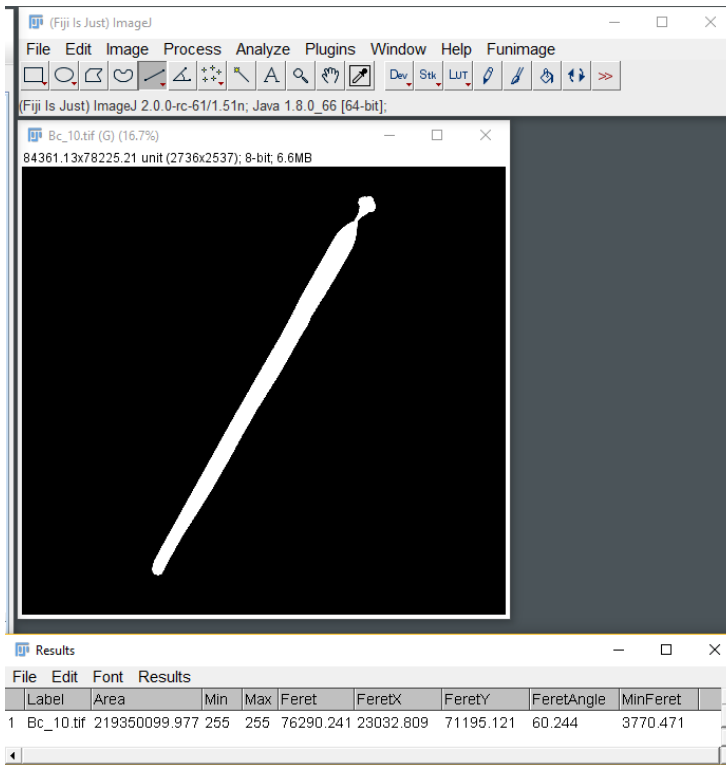 (Fiji Is Just) ImageJ
File Edit Image Process Analyze Plugins Window Help Funimage
A Dev Stk LUT >>
(Fiji Is Just) ImageJ 2.0.0-rc-61/1.51n; Java 1.8.0_66 [64-bit];
Bc_10.tif (G) (16.7%)
84361.13x78225.21 unit (2736x2537); 8-bit; 6.6MB
Results
File Edit Font Results
Label Area Min Max Feret FeretX FeretY FeretAngle MinFeret
1 Bc_10.tif 219350099.977 255 255 76290.241 23032.809 71195.121 60.244 3770.471